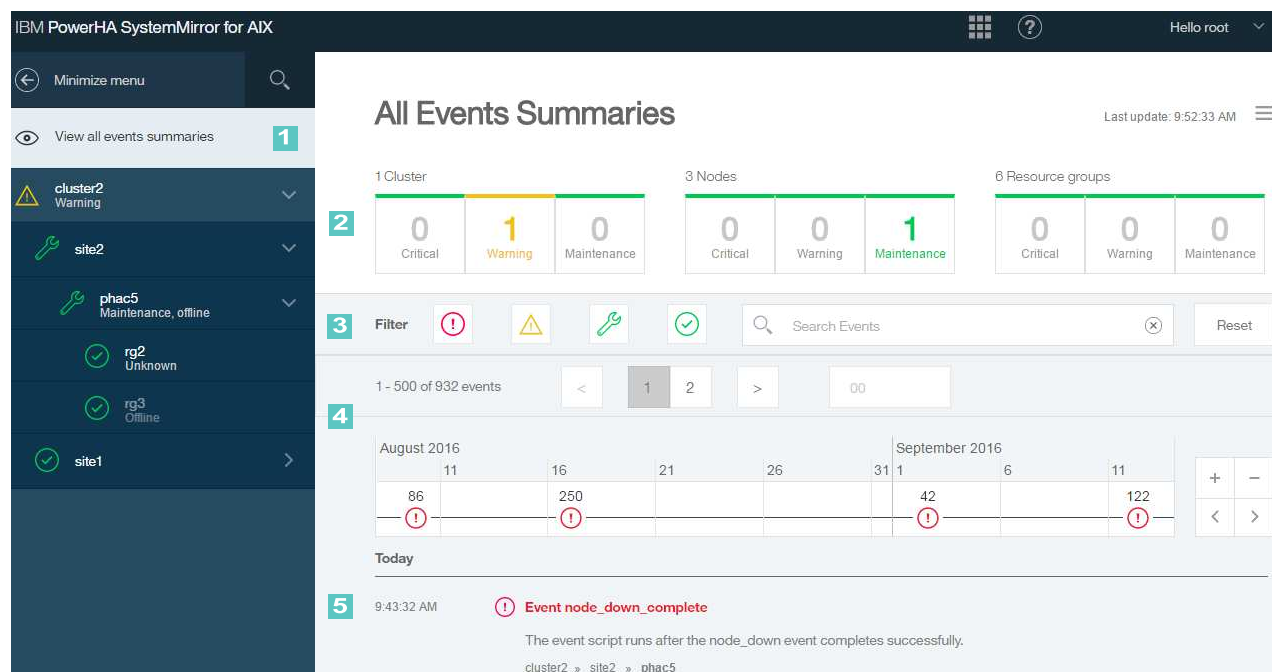 IBM PowerHA SystemMirror for AIX
?
Hello root
Minimize menu
View all events summaries
1
cluster2
Warning
site2
phac5
Maintenance, offline
rg2
Unknown
rg3
Offline
site1
All Events Summaries
Last update: 9:52:33 AM
1 Cluster
3 Nodes
6 Resource groups
2
0 1 0
Critical Warning Maintenance
0 0 1
Critical Warning Maintenance
0 0 0
Critical Warning Maintenance
3
Filter
Search Events
Reset
1 - 500 of 932 events
< 1 2 >
00
4
August 2016
September 2016
11 16 21 26 31 1 6 11
86 250 42 122
+ −
< >
Today
5
9:43:32 AM
Event node_down_complete
The event script runs after the node_down event completes successfully.
cluster2 » site2 » phac5